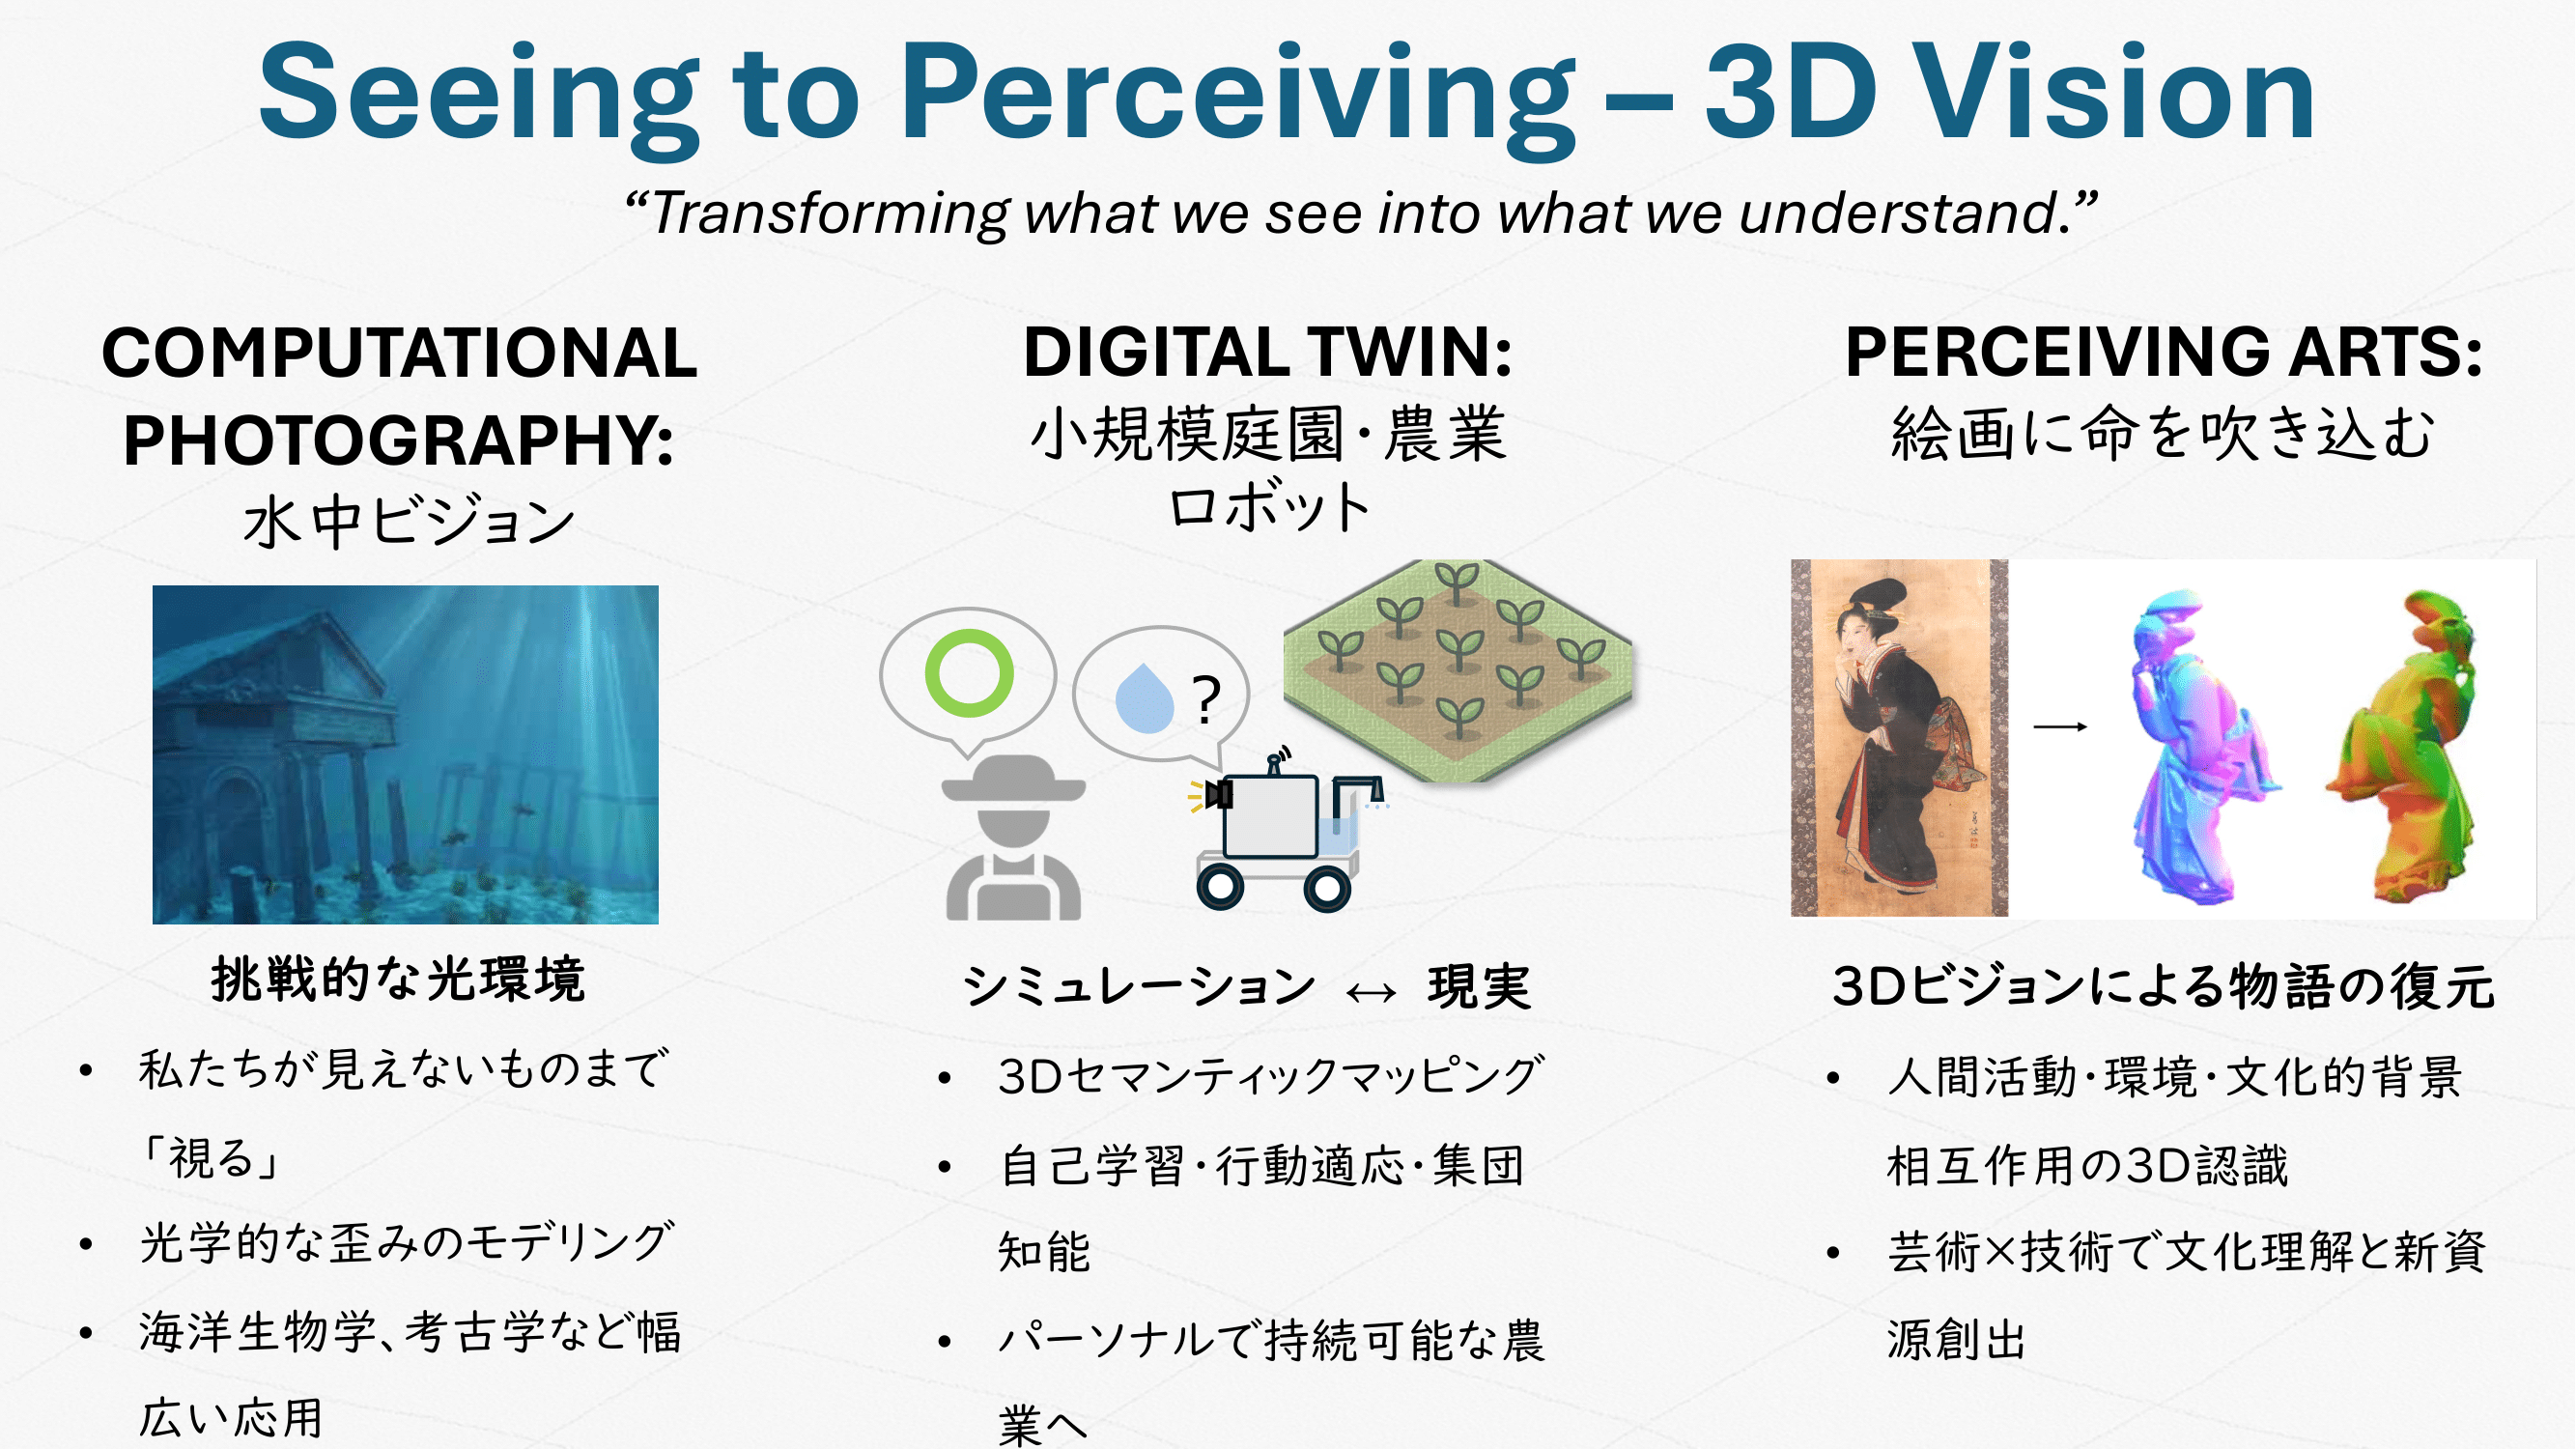 Seeing to Perceiving – 3D Vision
“Transforming what we see into what we understand.”
COMPUTATIONAL
PHOTOGRAPHY:
水中ビジョン
挑戦的な光環境
• 私たちが見えないものまで
「視る」
• 光学的な歪みのモデリング
• 海洋生物学、考古学など幅
広い応用
DIGITAL TWIN:
小規模庭園・農業
ロボット
?
シミュレーション ↔ 現実
• 3Dセマンティックマッピング
• 自己学習・行動適応・集団
知能
• パーソナルで持続可能な農
業へ
PERCEIVING ARTS:
絵画に命を吹き込む
3Dビジョンによる物語の復元
• 人間活動・環境・文化的背景
相互作用の3D認識
• 芸術×技術で文化理解と新資
源創出